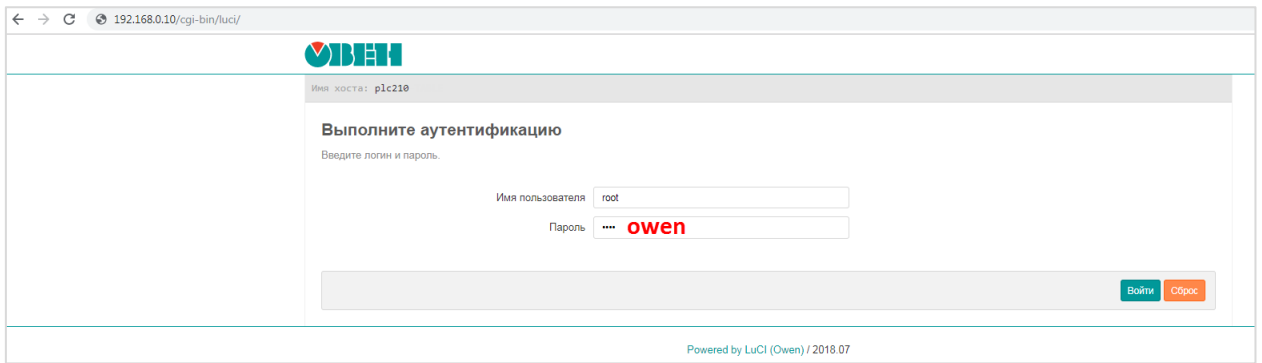 192.168.0.10/cgi-bin/luci/
ОВЕН
Имя хоста: plc210
Выполните аутентификацию
Введите логин и пароль.
Имя пользователя root
Пароль •••• owen
Войти Сброс
Powered by LuCI (Owen) / 2018.07